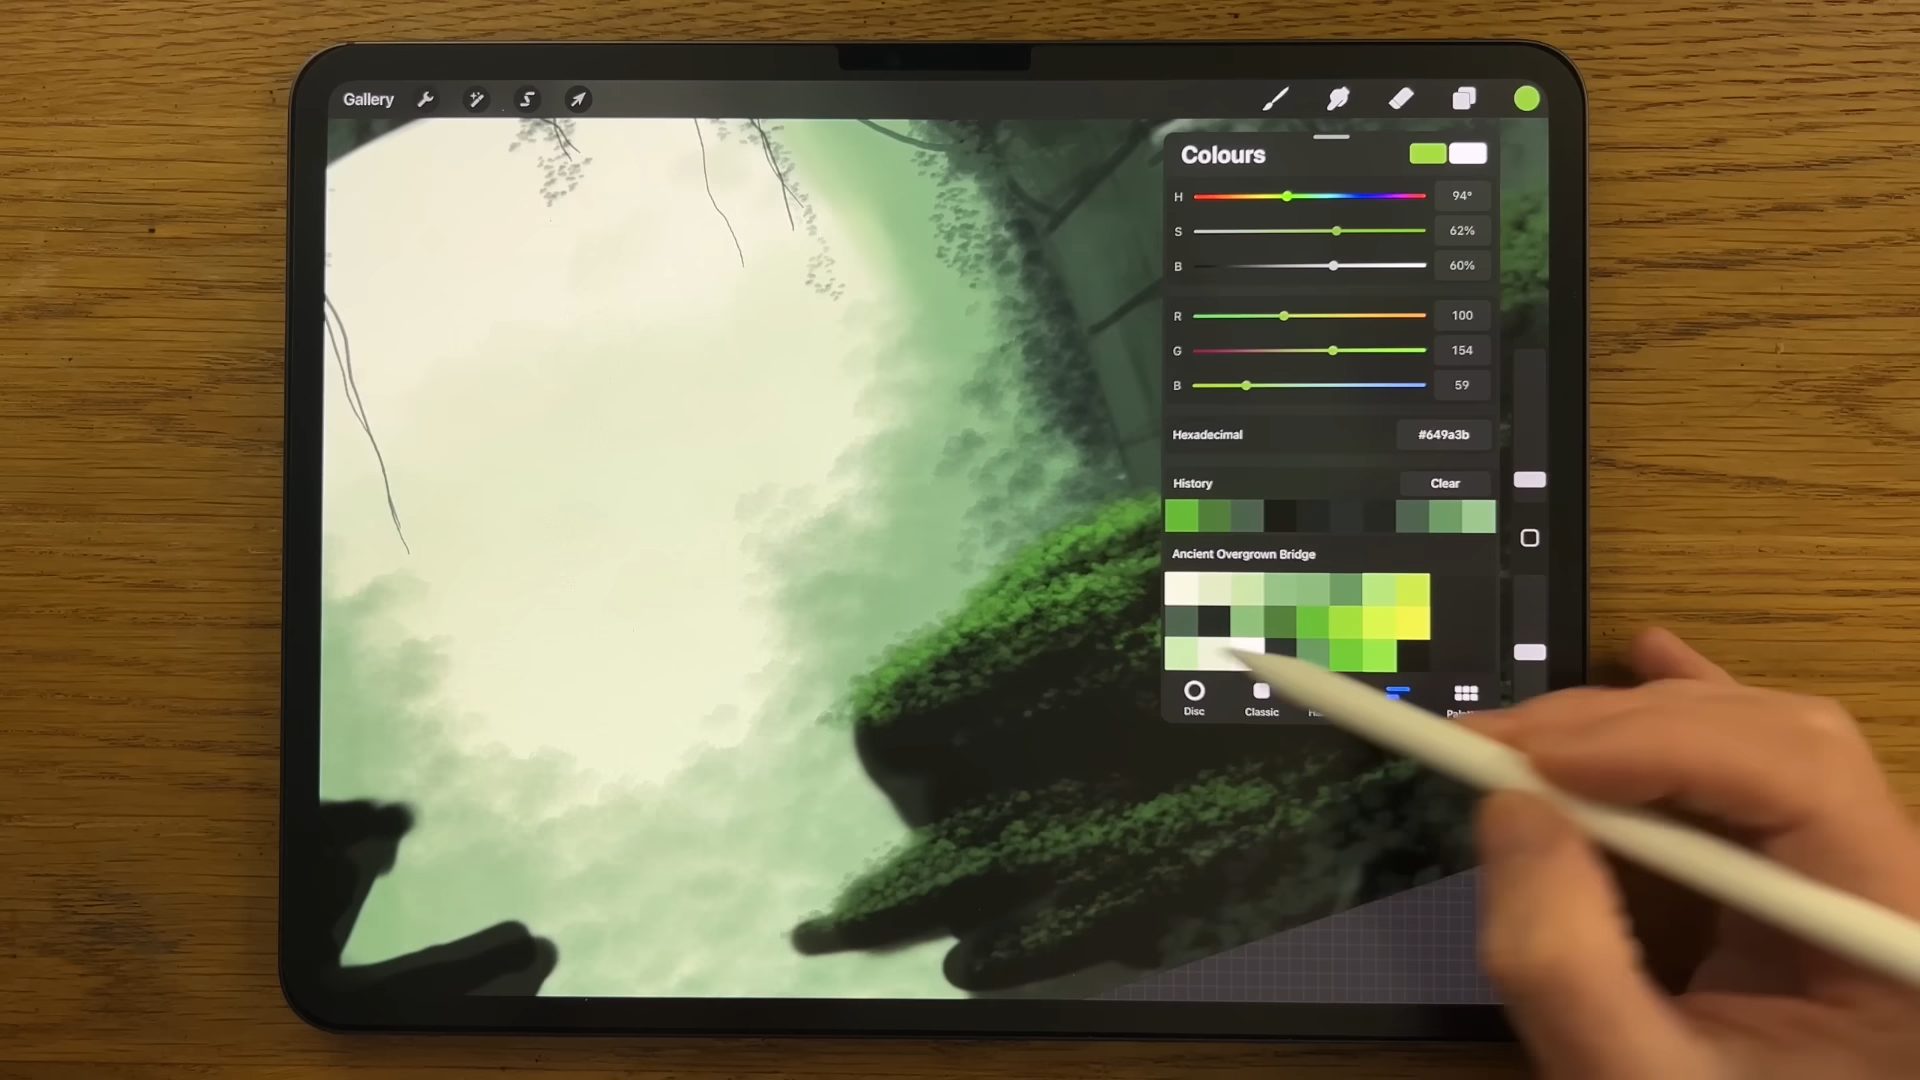 Gallery
Colours
H 94°
S 62%
B 60%
R 100
G 154
B 59
Hexadecimal #649a3b
History Clear
Ancient Overgrown Bridge
Disc Classic